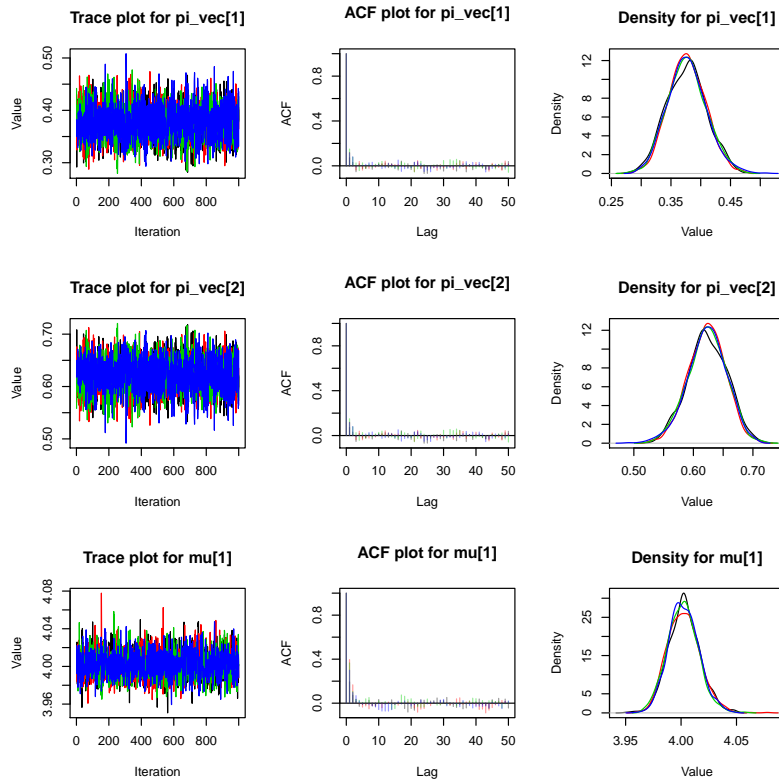 Trace plot for pi_vec[1]
Value
0.30 0.40 0.50
0 200 400 600 800
Iteration
ACF plot for pi_vec[1]
ACF
0.0 0.4 0.8
0 10 20 30 40 50
Lag
Density for pi_vec[1]
Density
0 2 4 6 8 12
0.25 0.35 0.45
Value
Trace plot for pi_vec[2]
Value
0.50 0.60 0.70
0 200 400 600 800
Iteration
ACF plot for pi_vec[2]
ACF
0.0 0.4 0.8
0 10 20 30 40 50
Lag
Density for pi_vec[2]
Density
0 2 4 6 8 12
0.50 0.60 0.70
Value
Trace plot for mu[1]
Value
3.96 4.00 4.04 4.08
0 200 400 600 800
Iteration
ACF plot for mu[1]
ACF
0.0 0.4 0.8
0 10 20 30 40 50
Lag
Density for mu[1]
Density
0 5 15 25
3.95 4.00 4.05
Value